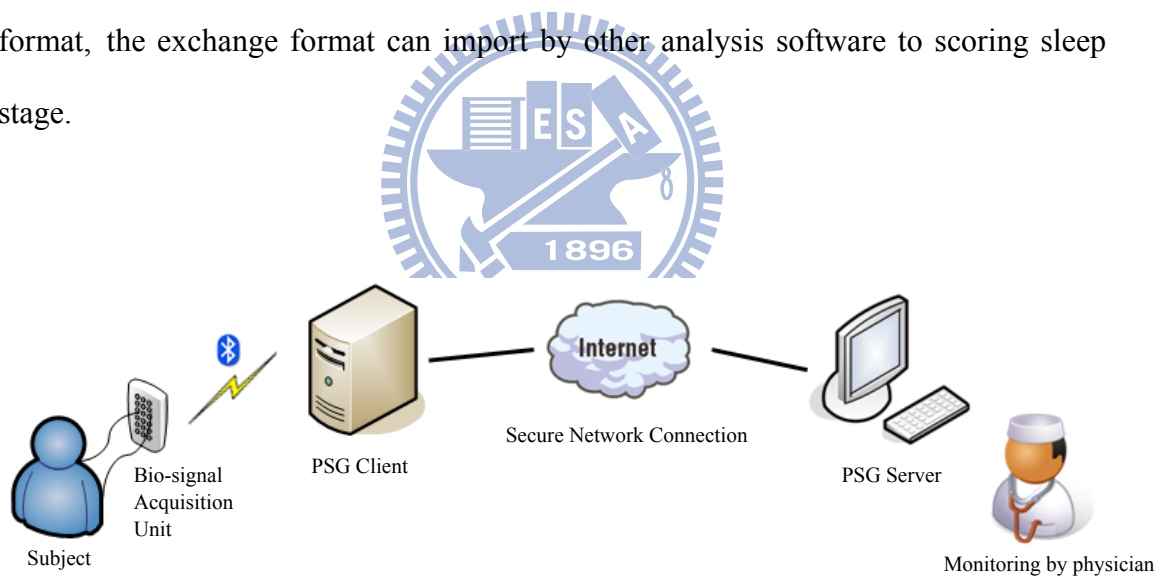 format, the exchange format can import by other analysis software to scoring sleep
stage.
E S A
8
1896
Internet
Secure Network Connection
PSG Client
PSG Server
Bio-signal
Acquisition
Unit
Subject
Monitoring by physician